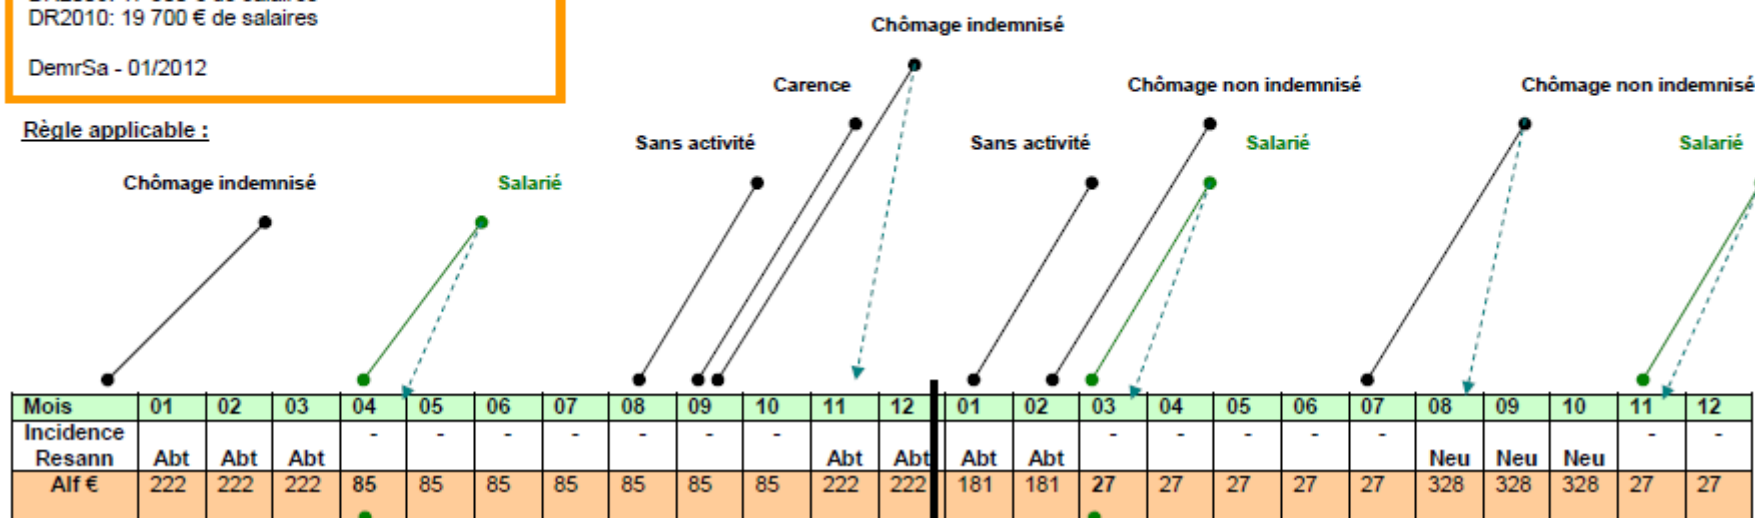 DR2010: 19 700 € de salaires
DemrSa - 01/2012
Règle applicable :
Chômage indemnisé
Salarié
Sans activité
Carence
Chômage indemnisé
Sans activité
Chômage non indemnisé
Salarié
Chômage non indemnisé
Salarié
Mois 01 02 03 04 05 06 07 08 09 10 11 12 01 02 03 04 05 06 07 08 09 10 11 12
Incidence - - - - - - - - - - - - - -
Resann Abt Abt Abt Abt Abt Abt Abt Neu Neu Neu
Alf € 222 222 222 85 85 85 85 85 85 85 222 222 181 181 27 27 27 27 27 328 328 328 27 27